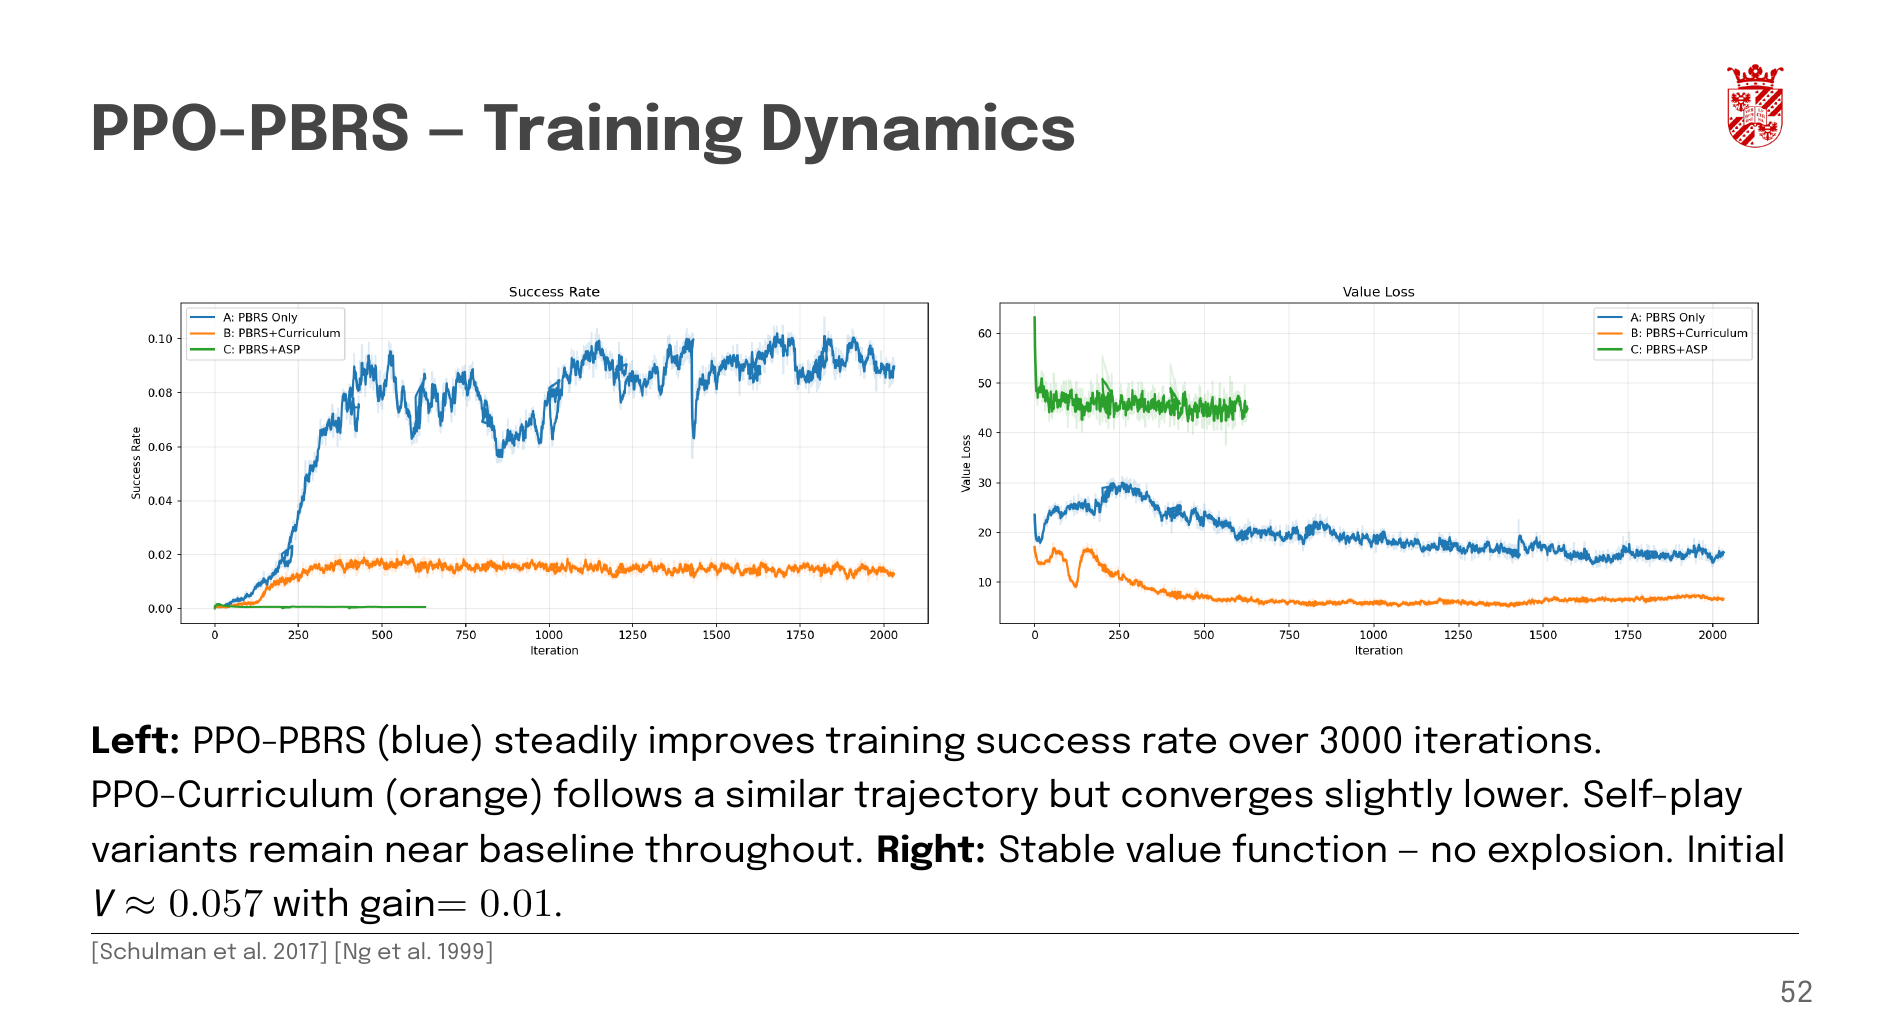 PPO-PBRS – Training Dynamics
Success Rate
A: PBRS Only
B: PBRS+Curriculum
C: PBRS+ASP
Success Rate
0.10
0.08
0.06
0.04
0.02
0.00
0 250 500 750 1000 1250 1500 1750 2000
Iteration
Value Loss
A: PBRS Only
B: PBRS+Curriculum
C: PBRS+ASP
Value Loss
60
50
40
30
20
10
0 250 500 750 1000 1250 1500 1750 2000
Iteration
Left: PPO-PBRS (blue) steadily improves training success rate over 3000 iterations.
PPO-Curriculum (orange) follows a similar trajectory but converges slightly lower. Self-play
variants remain near baseline throughout. Right: Stable value function – no explosion. Initial
V ≈ 0.057 with gain= 0.01.
[Schulman et al. 2017] [Ng et al. 1999]
52